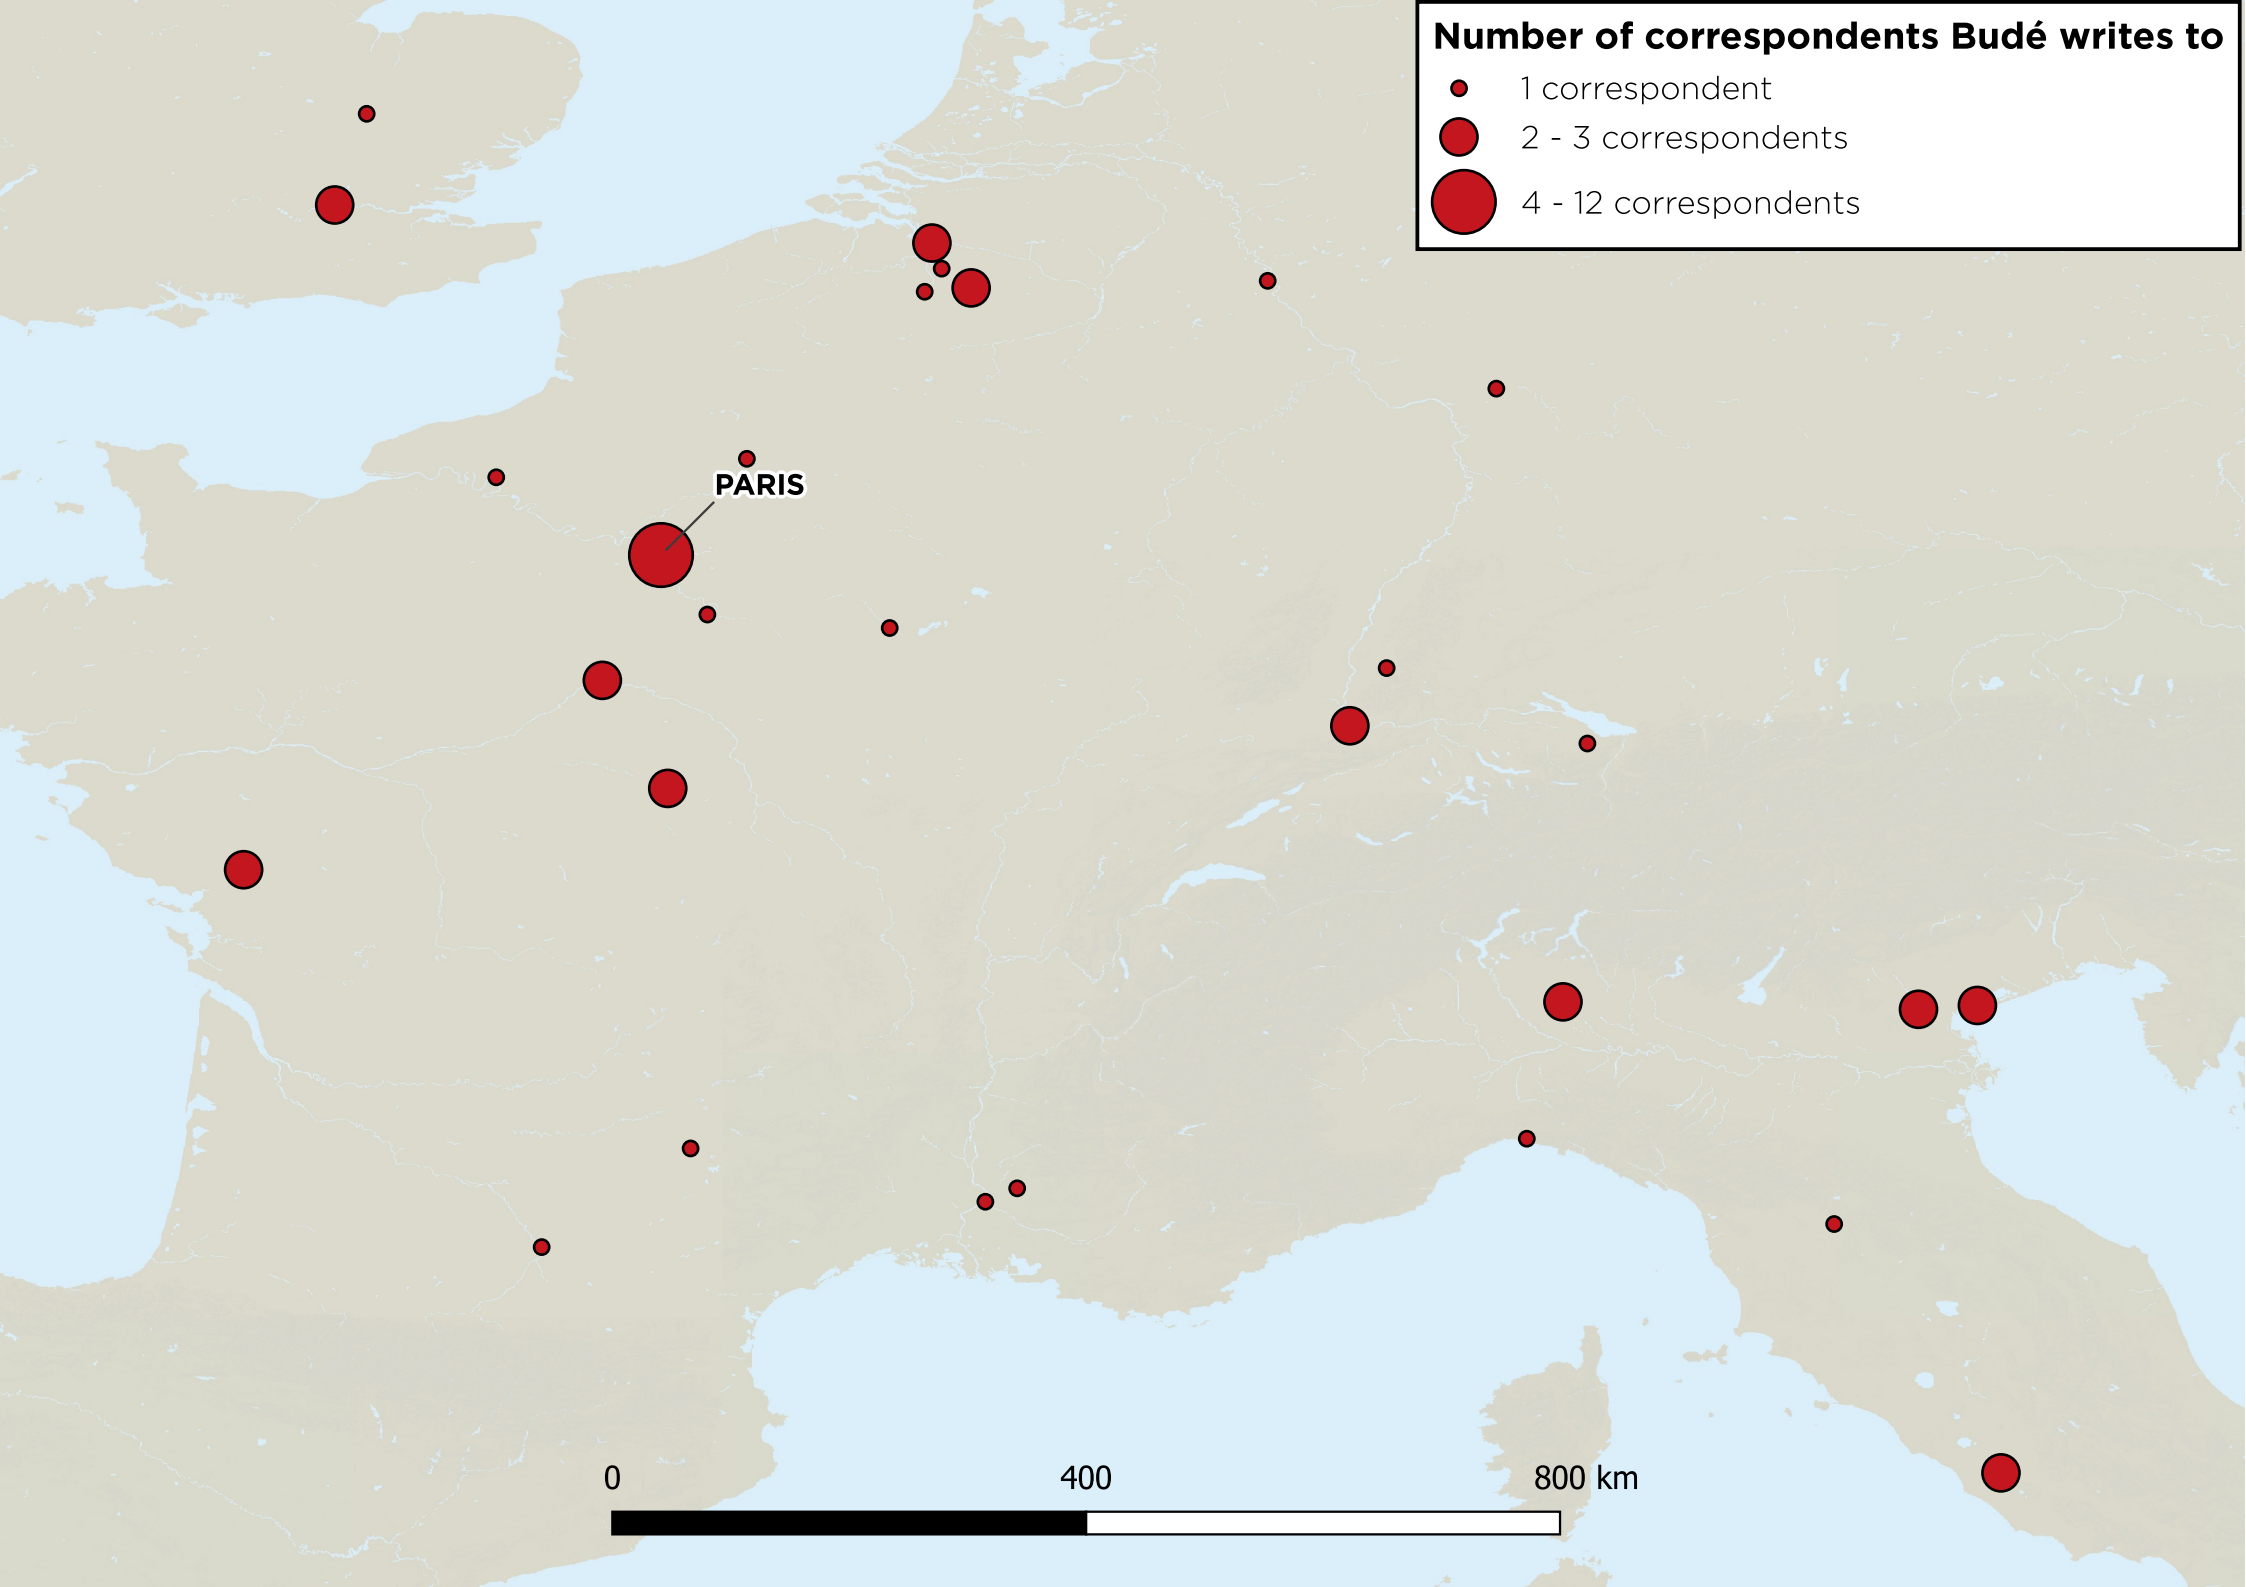 Number of correspondents Budé writes to
1 correspondent
2 - 3 correspondents
4 - 12 correspondents
PARIS
0 400 800 km